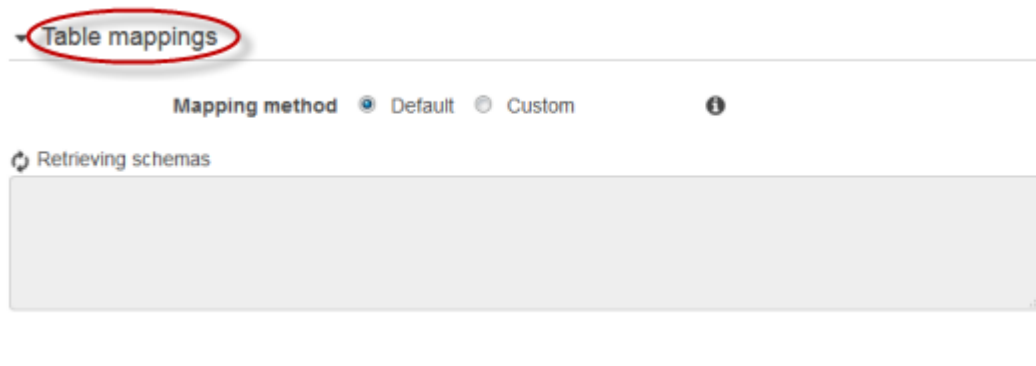 Table mappings
Mapping method Default Custom
Retrieving schemas